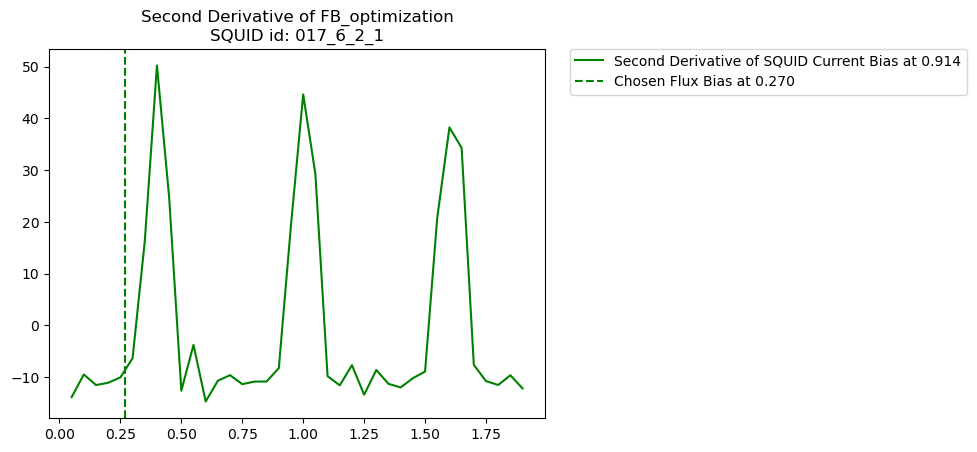 Second Derivative of FB_optimization
SQUID id: 017_6_2_1
Second Derivative of SQUID Current Bias at 0.914
Chosen Flux Bias at 0.270
50
40
30
20
10
0
−10
0.00 0.25 0.50 0.75 1.00 1.25 1.50 1.75